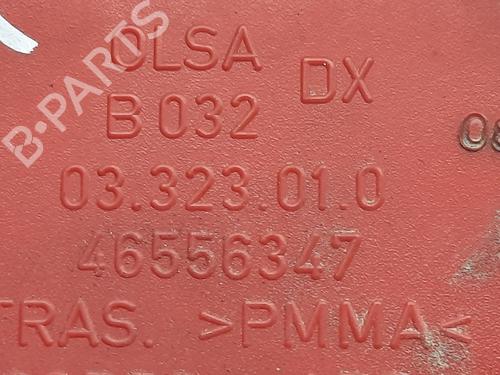 OLSA DX
B 032
03.323.01.0
46556347
TRAS. >PMMA<
B-PARTS